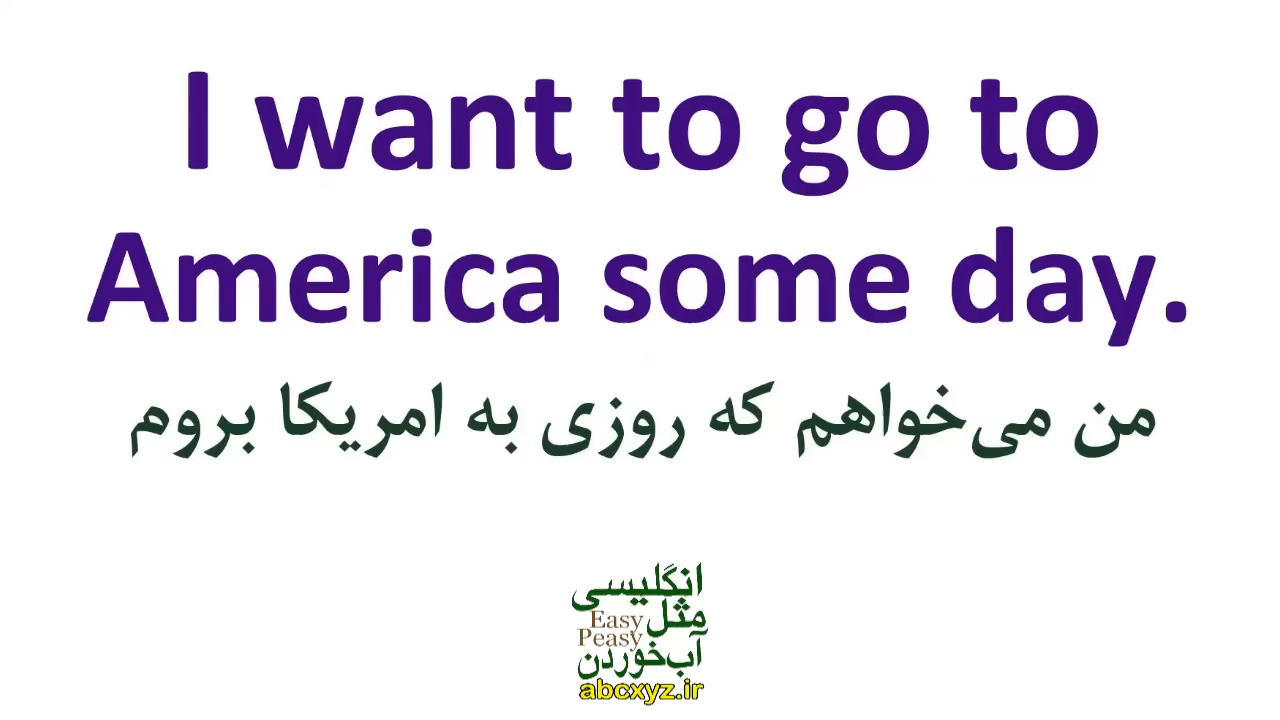 I want to go to
America some day.
من می‌خواهم که روزی به امریکا بروم
انگلیسی
مثل
Easy
Peasy
آب‌خوردن
abcxyz.ir